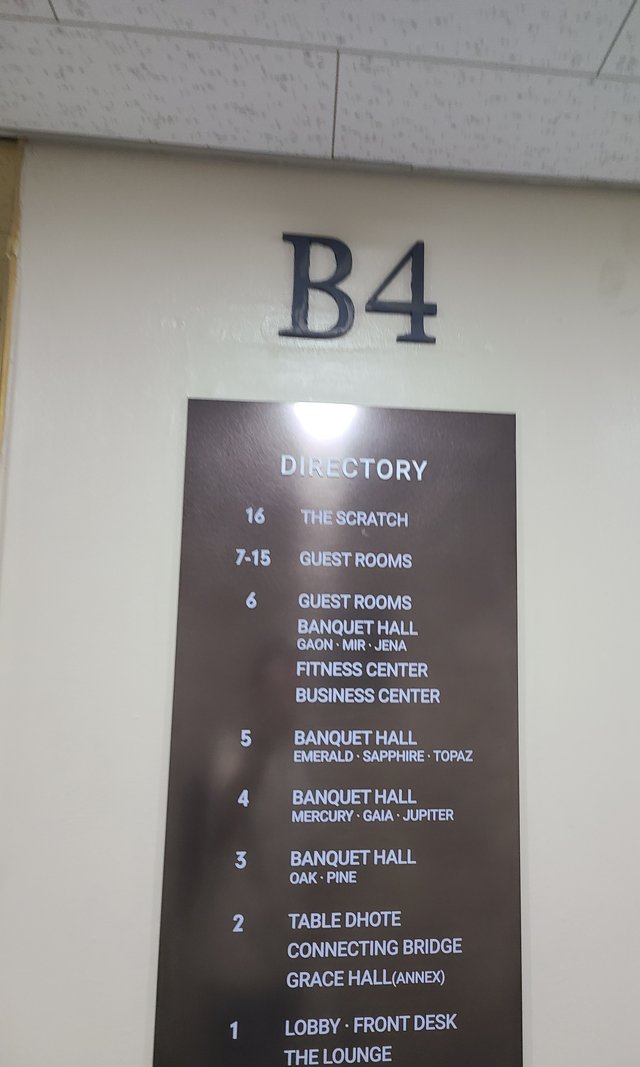 B4
DIRECTORY
16 THE SCRATCH
7-15 GUEST ROOMS
6 GUEST ROOMS
BANQUET HALL
GAON · MIR · JENA
FITNESS CENTER
BUSINESS CENTER
5 BANQUET HALL
EMERALD · SAPPHIRE · TOPAZ
4 BANQUET HALL
MERCURY · GAIA · JUPITER
3 BANQUET HALL
OAK · PINE
2 TABLE DHOTE
CONNECTING BRIDGE
GRACE HALL(ANNEX)
1 LOBBY · FRONT DESK
THE LOUNGE